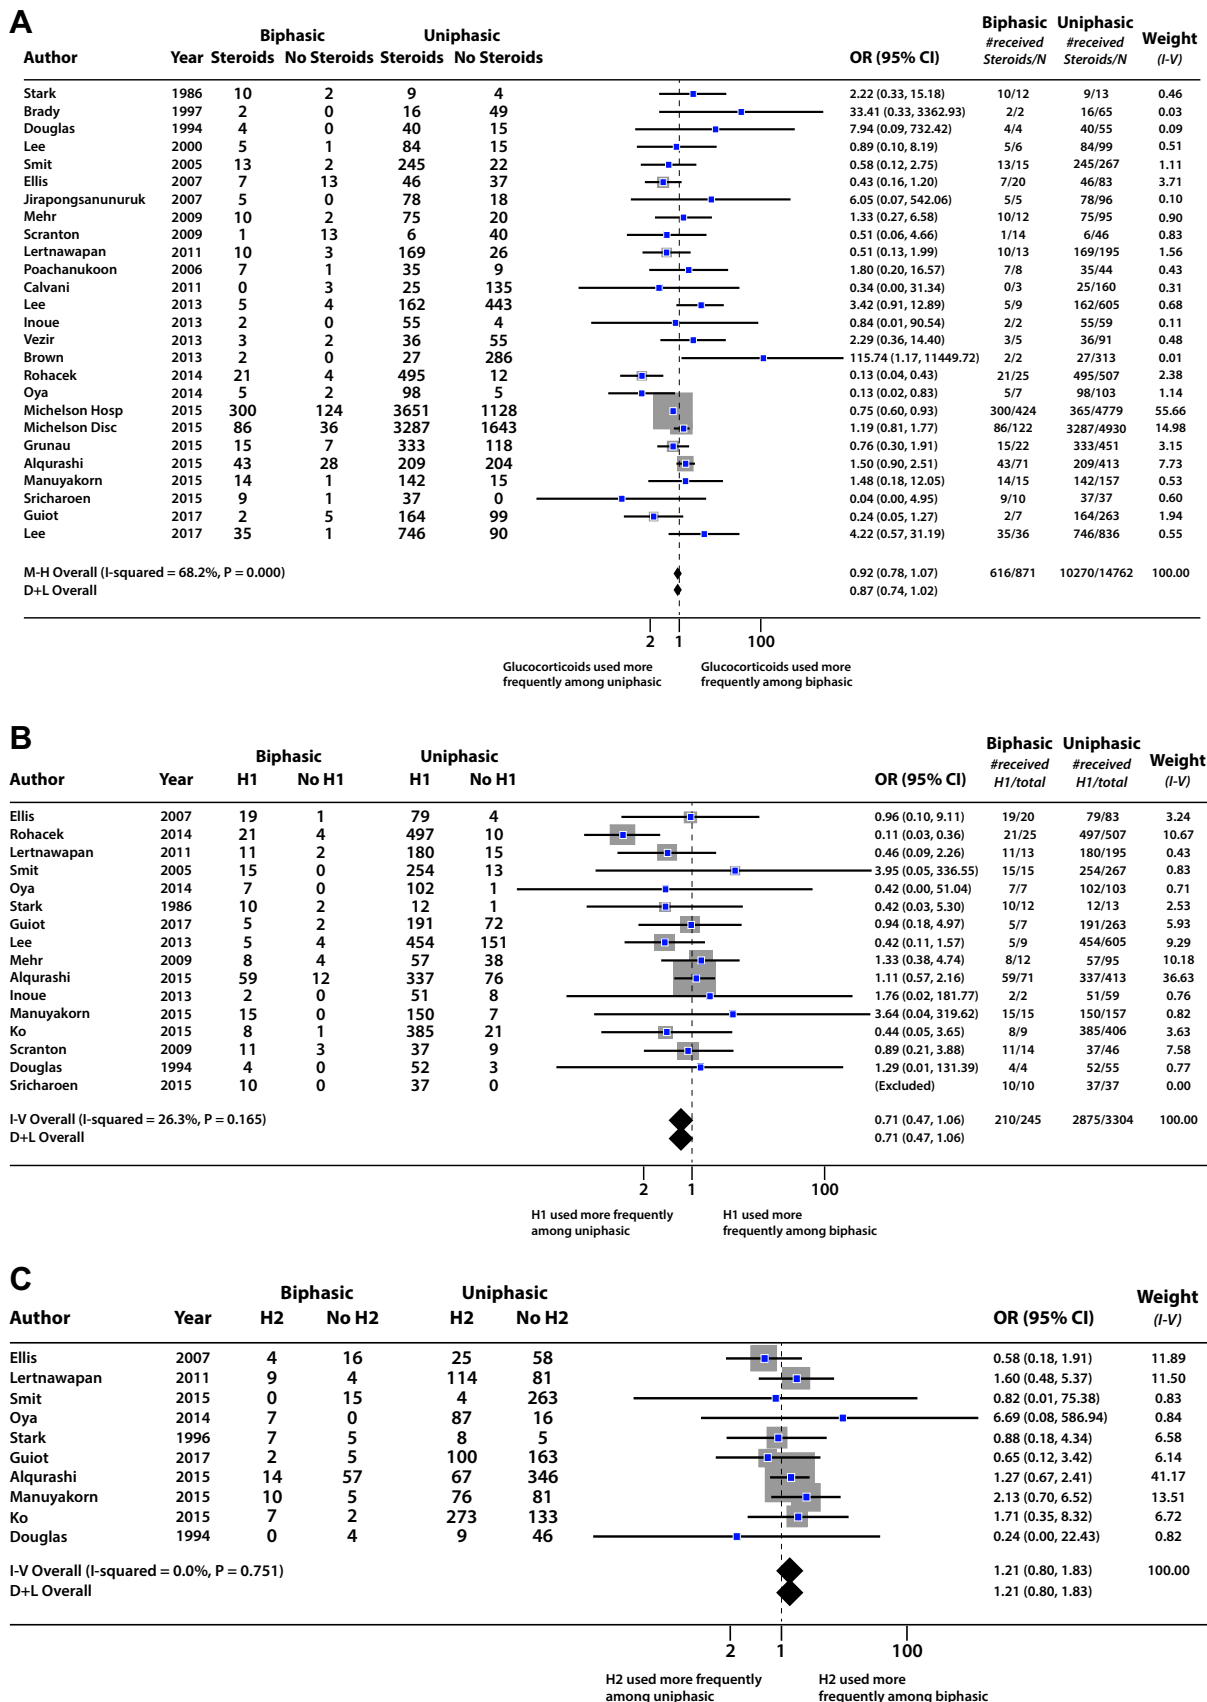 A
Biphasic Uniphasic Biphasic Uniphasic Weight
Author Year Steroids No Steroids Steroids No Steroids OR (95% CI) #received Steroids/N #received Steroids/N (I-V)
Stark 1986 10 2 9 4 2.22 (0.33, 15.18) 10/12 9/13 0.46
Brady 1997 2 0 16 49 33.41 (0.33, 3362.93) 2/2 16/65 0.03
Douglas 1994 4 0 40 15 7.94 (0.09, 732.42) 4/4 40/55 0.09
Lee 2000 5 1 84 15 0.89 (0.10, 8.19) 5/6 84/99 0.51
Smit 2005 13 2 245 22 0.58 (0.12, 2.75) 13/15 245/267 1.11
Ellis 2007 7 13 46 37 0.43 (0.16, 1.20) 7/20 46/83 3.71
Jirapongsanunuruk 2007 5 0 78 18 6.05 (0.07, 542.06) 5/5 78/96 0.10
Mehr 2009 10 2 75 20 1.33 (0.27, 6.58) 10/12 75/95 0.90
Scranton 2009 1 13 6 40 0.51 (0.06, 4.66) 1/14 6/46 0.83
Lertnawapan 2011 10 3 169 26 0.51 (0.13, 1.99) 10/13 169/195 1.56
Poachanukoon 2006 7 1 35 9 1.80 (0.20, 16.57) 7/8 35/44 0.43
Calvani 2011 0 3 25 135 0.34 (0.00, 31.34) 0/3 25/160 0.31
Lee 2013 5 4 162 443 3.42 (0.91, 12.89) 5/9 162/605 0.68
Inoue 2013 2 0 55 4 0.84 (0.01, 90.54) 2/2 55/59 0.11
Vezir 2013 3 2 36 55 2.29 (0.36, 14.40) 3/5 36/91 0.48
Brown 2013 2 0 27 286 115.74 (1.17, 11449.72) 2/2 27/313 0.01
Rohacek 2014 21 4 495 12 0.13 (0.04, 0.43) 21/25 495/507 2.38
Oya 2014 5 2 98 5 0.13 (0.02, 0.83) 5/7 98/103 1.14
Michelson Hosp 2015 300 124 3651 1128 0.75 (0.60, 0.93) 300/424 365/4779 55.66
Michelson Disc 2015 86 36 3287 1643 1.19 (0.81, 1.77) 86/122 3287/4930 14.98
Grunau 2015 15 7 333 118 0.76 (0.30, 1.91) 15/22 333/451 3.15
Alqurashi 2015 43 28 209 204 1.50 (0.90, 2.51) 43/71 209/413 7.73
Manuyakorn 2015 14 1 142 15 1.48 (0.18, 12.05) 14/15 142/157 0.53
Sricharoen 2015 9 1 37 0 0.04 (0.00, 4.95) 9/10 37/37 0.60
Guiot 2017 2 5 164 99 0.24 (0.05, 1.27) 2/7 164/263 1.94
Lee 2017 35 1 746 90 4.22 (0.57, 31.19) 35/36 746/836 0.55
M-H Overall (I-squared = 68.2%, P = 0.000) 0.92 (0.78, 1.07) 616/871 10270/14762 100.00
D+L Overall 0.87 (0.74, 1.02)
2 1 100
Glucocorticoids used more Glucocorticoids used more
frequently among uniphasic frequently among biphasic
B
Biphasic Uniphasic Biphasic Uniphasic Weight
Author Year H1 No H1 H1 No H1 OR (95% CI) #received H1/total #received H1/total (I-V)
Ellis 2007 19 1 79 4 0.96 (0.10, 9.11) 19/20 79/83 3.24
Rohacek 2014 21 4 497 10 0.11 (0.03, 0.36) 21/25 497/507 10.67
Lertnawapan 2011 11 2 180 15 0.46 (0.09, 2.26) 11/13 180/195 0.43
Smit 2005 15 0 254 13 3.95 (0.05, 336.55) 15/15 254/267 0.83
Oya 2014 7 0 102 1 0.42 (0.00, 51.04) 7/7 102/103 0.71
Stark 1986 10 2 12 1 0.42 (0.03, 5.30) 10/12 12/13 2.53
Guiot 2017 5 2 191 72 0.94 (0.18, 4.97) 5/7 191/263 5.93
Lee 2013 5 4 454 151 0.42 (0.11, 1.57) 5/9 454/605 9.29
Mehr 2009 8 4 57 38 1.33 (0.38, 4.74) 8/12 57/95 10.18
Alqurashi 2015 59 12 337 76 1.11 (0.57, 2.16) 59/71 337/413 36.63
Inoue 2013 2 0 51 8 1.76 (0.02, 181.77) 2/2 51/59 0.76
Manuyakorn 2015 15 0 150 7 3.64 (0.04, 319.62) 15/15 150/157 0.82
Ko 2015 8 1 385 21 0.44 (0.05, 3.65) 8/9 385/406 3.63
Scranton 2009 11 3 37 9 0.89 (0.21, 3.88) 11/14 37/46 7.58
Douglas 1994 4 0 52 3 1.29 (0.01, 131.39) 4/4 52/55 0.77
Sricharoen 2015 10 0 37 0 (Excluded) 10/10 37/37 0.00
I-V Overall (I-squared = 26.3%, P = 0.165) 0.71 (0.47, 1.06) 210/245 2875/3304 100.00
D+L Overall 0.71 (0.47, 1.06)
2 1 100
H1 used more frequently H1 used more
among uniphasic frequently among biphasic
C
Biphasic Uniphasic Weight
Author Year H2 No H2 H2 No H2 OR (95% CI) (I-V)
Ellis 2007 4 16 25 58 0.58 (0.18, 1.91) 11.89
Lertnawapan 2011 9 4 114 81 1.60 (0.48, 5.37) 11.50
Smit 2015 0 15 4 263 0.82 (0.01, 75.38) 0.83
Oya 2014 7 0 87 16 6.69 (0.08, 586.94) 0.84
Stark 1996 7 5 8 5 0.88 (0.18, 4.34) 6.58
Guiot 2017 2 5 100 163 0.65 (0.12, 3.42) 6.14
Alqurashi 2015 14 57 67 346 1.27 (0.67, 2.41) 41.17
Manuyakorn 2015 10 5 76 81 2.13 (0.70, 6.52) 13.51
Ko 2015 7 2 273 133 1.71 (0.35, 8.32) 6.72
Douglas 1994 0 4 9 46 0.24 (0.00, 22.43) 0.82
I-V Overall (I-squared = 0.0%, P = 0.751) 1.21 (0.80, 1.83) 100.00
D+L Overall 1.21 (0.80, 1.83)
2 1 100
H2 used more frequently H2 used more
among uniphasic frequently among biphasic